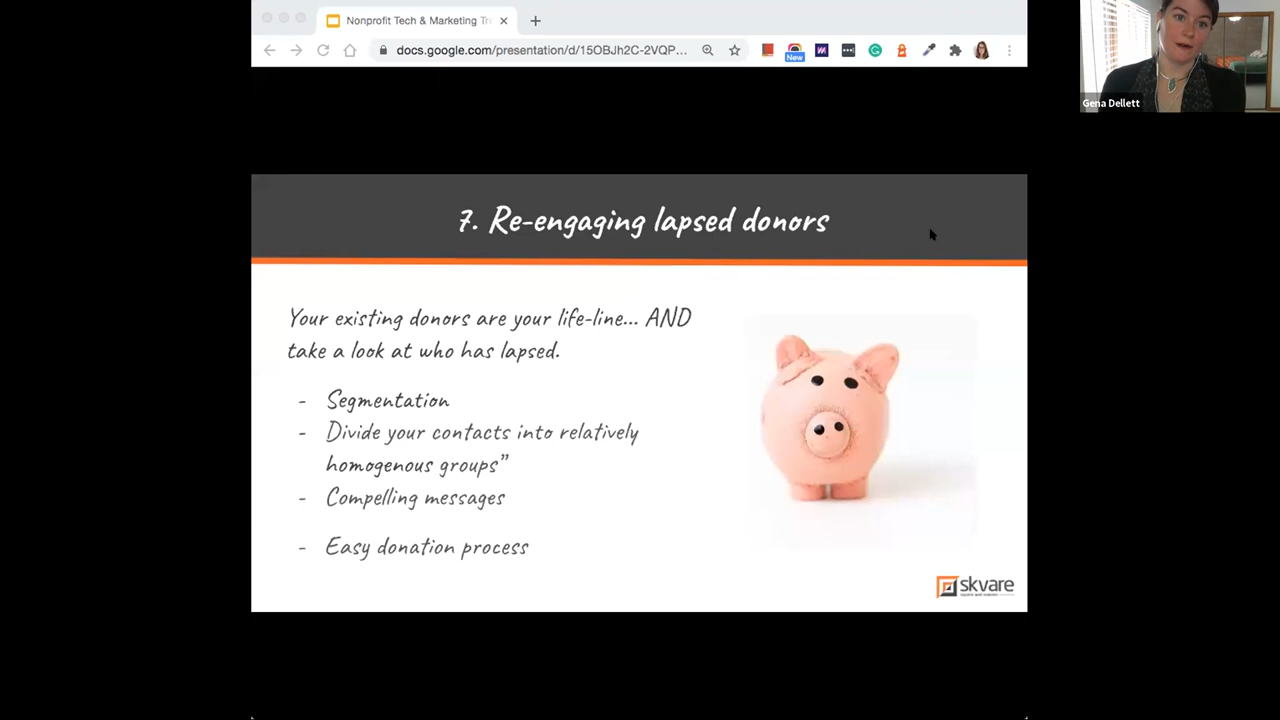 Nonprofit Tech & Marketing Tr
docs.google.com/presentation/d/15OBJh2C-2VQP...
New
Gena Dellett
7. Re-engaging lapsed donors
Your existing donors are your life-line... AND
take a look at who has lapsed.
- Segmentation
- Divide your contacts into relatively
homogenous groups”
- Compelling messages
- Easy donation process
skvare